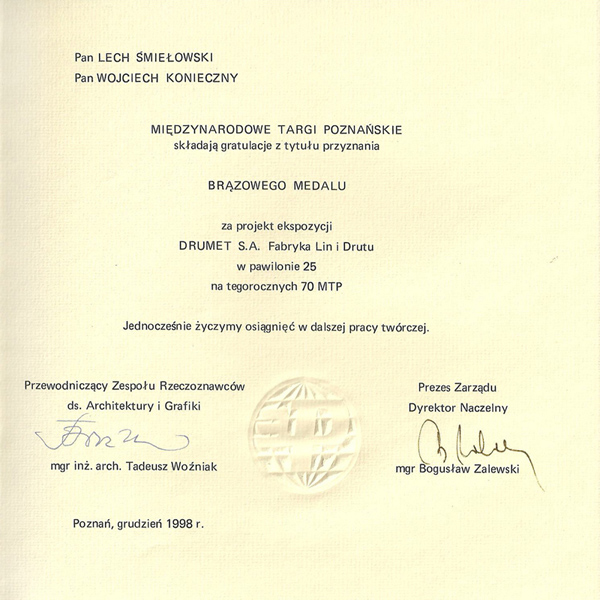 Pan LECH ŚMIEŁOWSKI
Pan WOJCIECH KONIECZNY
MIĘDZYNARODOWE TARGI POZNAŃSKIE
składają gratulacje z tytułu przyznania
BRĄZOWEGO MEDALU
za projekt ekspozycji
DRUMET S.A. Fabryka Lin i Drutu
w pawilonie 25
na tegorocznych 70 MTP
Jednocześnie życzymy osiągnięć w dalszej pracy twórczej.
Przewodniczący Zespołu Rzeczoznawców
ds. Architektury i Grafiki
mgr inż. arch. Tadeusz Woźniak
Prezes Zarządu
Dyrektor Naczelny
mgr Bogusław Zalewski
Poznań, grudzień 1998 r.